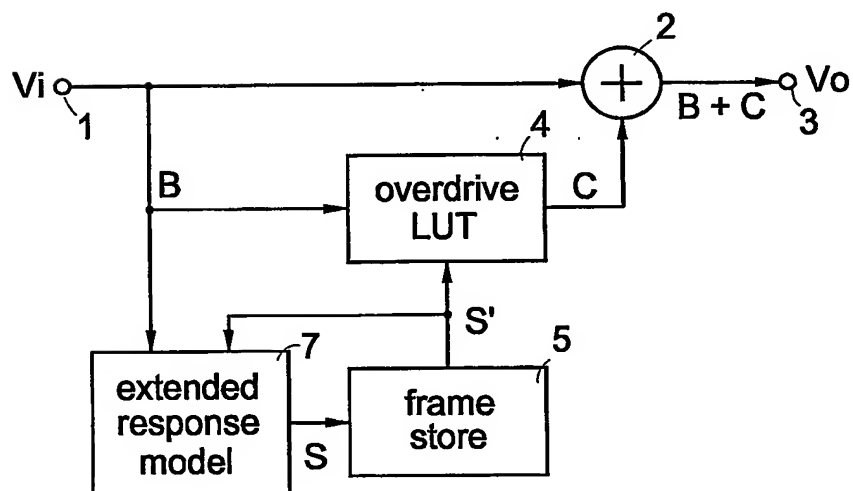 2
Vi
1
B + C
Vo
3
4
B
overdrive
LUT
C
S'
7
5
extended
response
model
S
frame
store